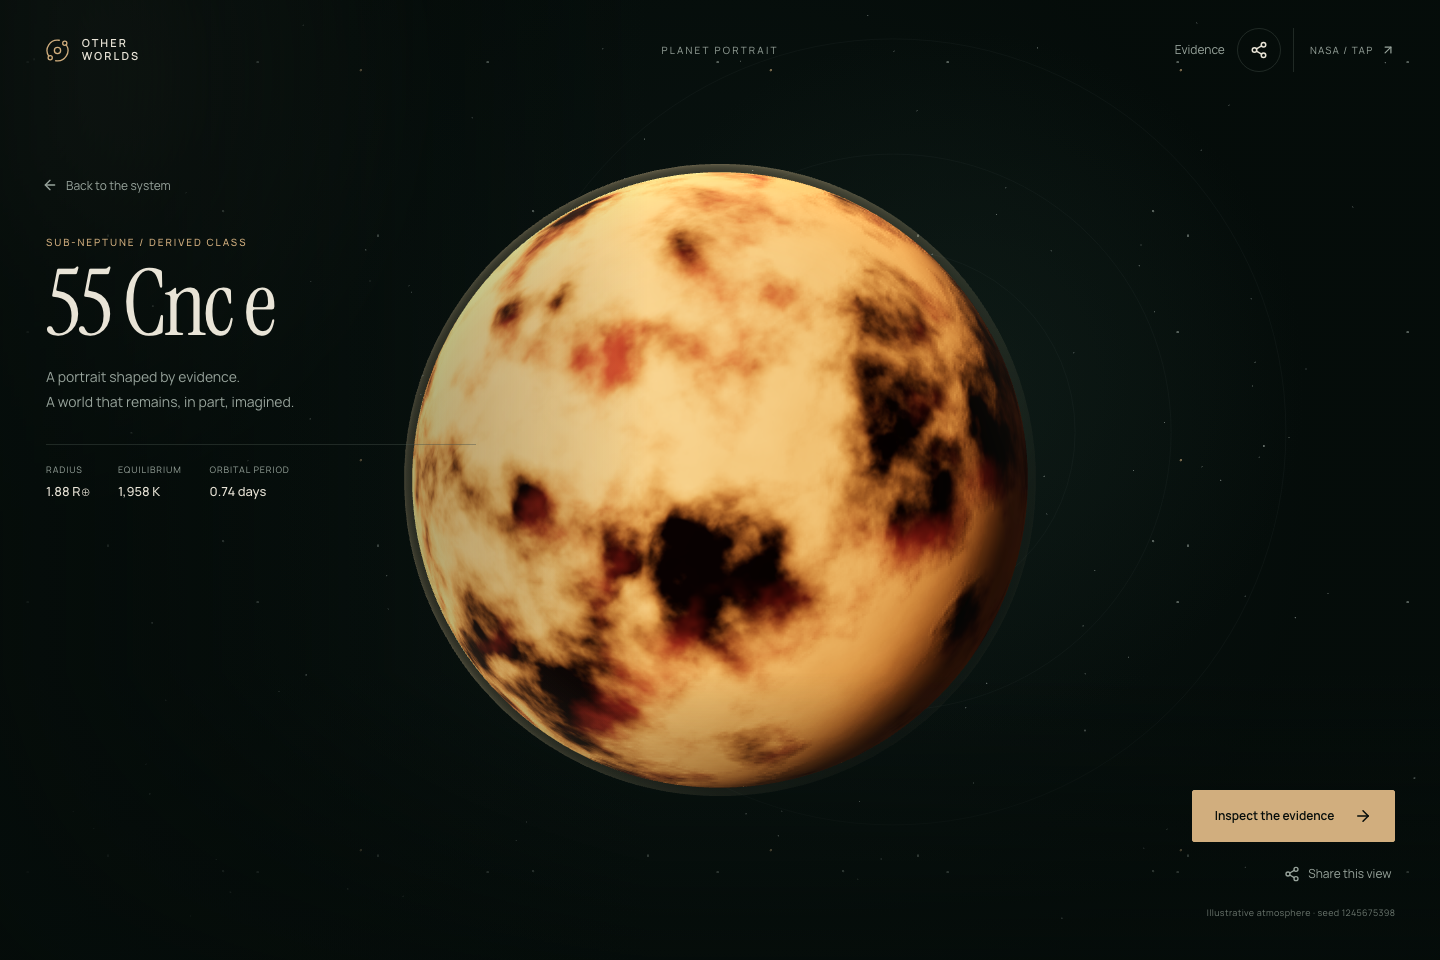 OTHER
WORLDS
PLANET PORTRAIT
Evidence
NASA / TAP
Back to the system
SUB-NEPTUNE / DERIVED CLASS
55 Cnc e
A portrait shaped by evidence.
A world that remains, in part, imagined.
RADIUS EQUILIBRIUM ORBITAL PERIOD
1.88 R⊕ 1,958 K 0.74 days
Inspect the evidence
Share this view
Illustrative atmosphere · seed 1245675398